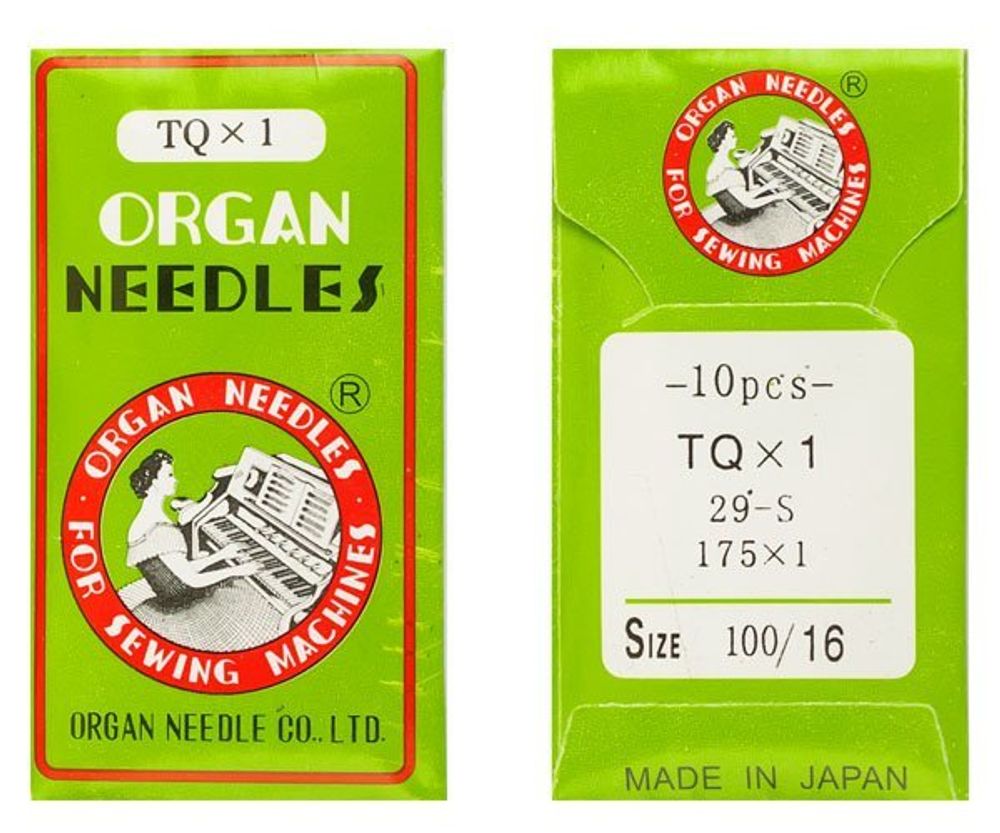 TQ×1
ORGAN
NEEDLES
®
· ORGAN NEEDLES ·
FOR SEWING MACHINES
ORGAN NEEDLE CO., LTD.
®
· ORGAN NEEDLES ·
FOR SEWING MACHINES
-10pcs-
TQ×1
29-S
175×1
SIZE 100/16
MADE IN JAPAN